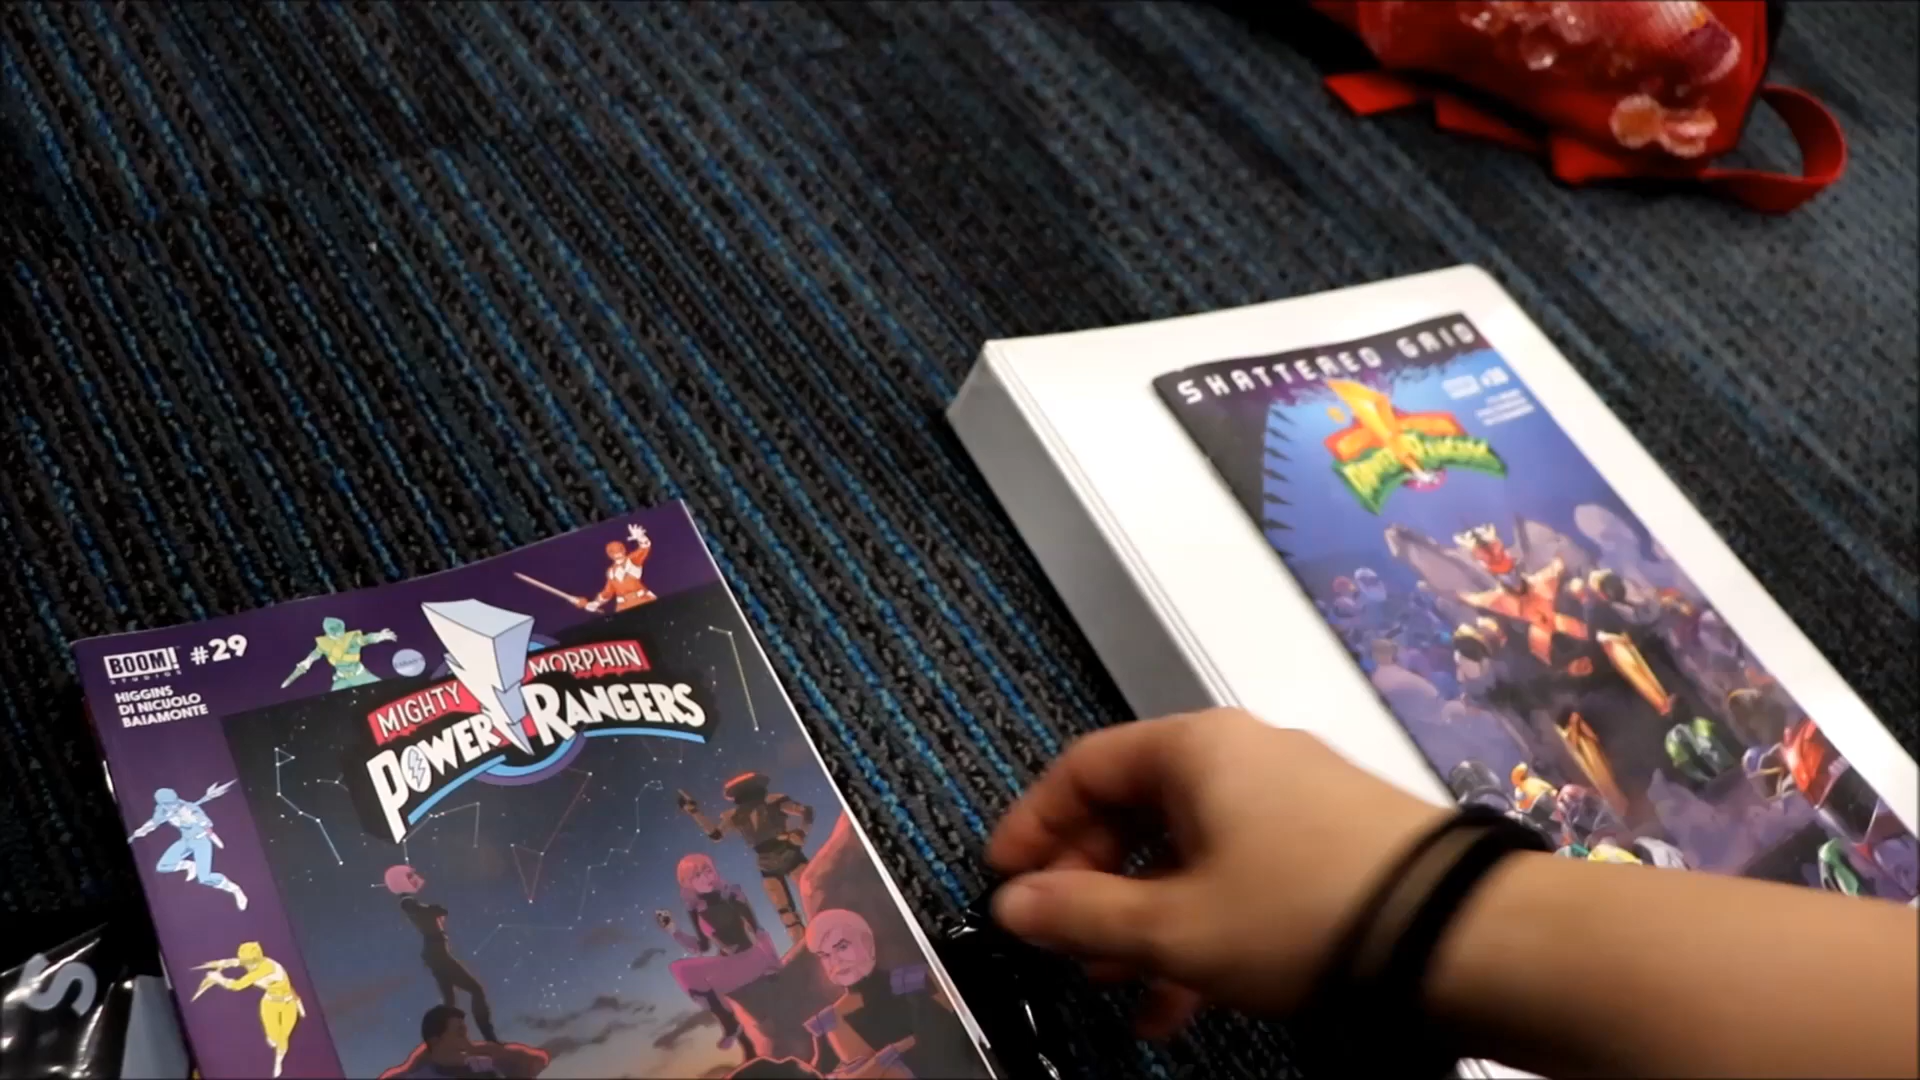 BOOM!
STUDIOS
#29
HIGGINS
DI NICUOLO
BAIAMONTE
MIGHTY MORPHIN
POWER RANGERS
SHATTERED GRID
S